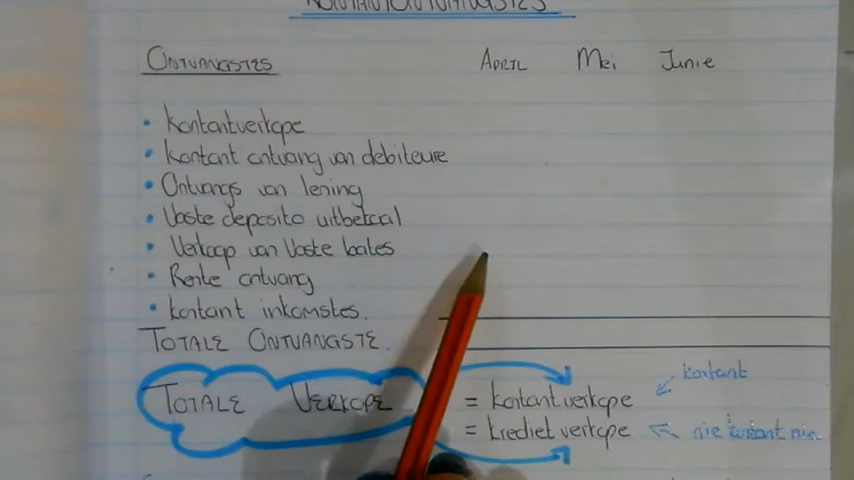 KONTANTONTVANGSTES
ONTVANGSTES APRIL Mei Junie
• Kontantverkope
• Kontant ontvang van debiteure
• Ontvangs van lening
• Vaste deposito uitbetaal
• Verkoop van Vaste bates
• Rente ontvang
• Kontant inkomstes.
TOTALE ONTVANGSTE.
kontant
TOTALE VERKOPE = kontantverkope
= krediet verkope nie kontant nie